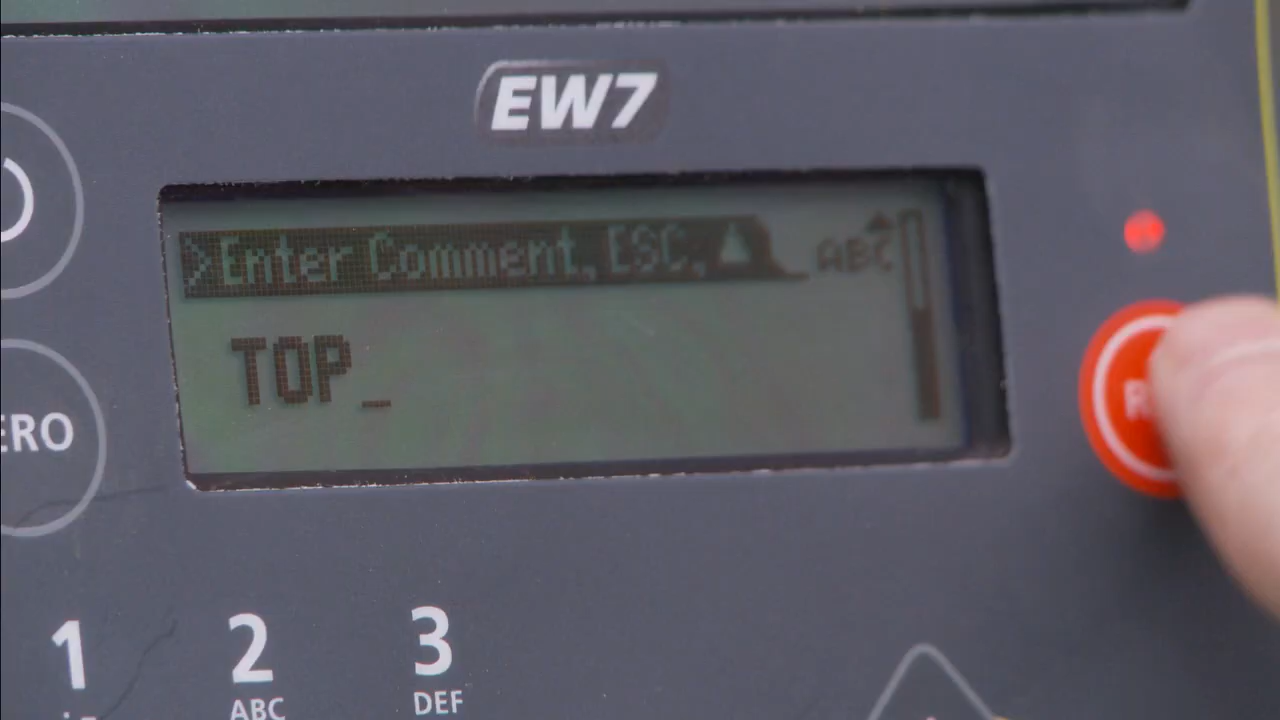 EW7
>Enter Comment, ESC, ▲
ABC
TOP_
ERO
R
1
2
3
ABC
DEF